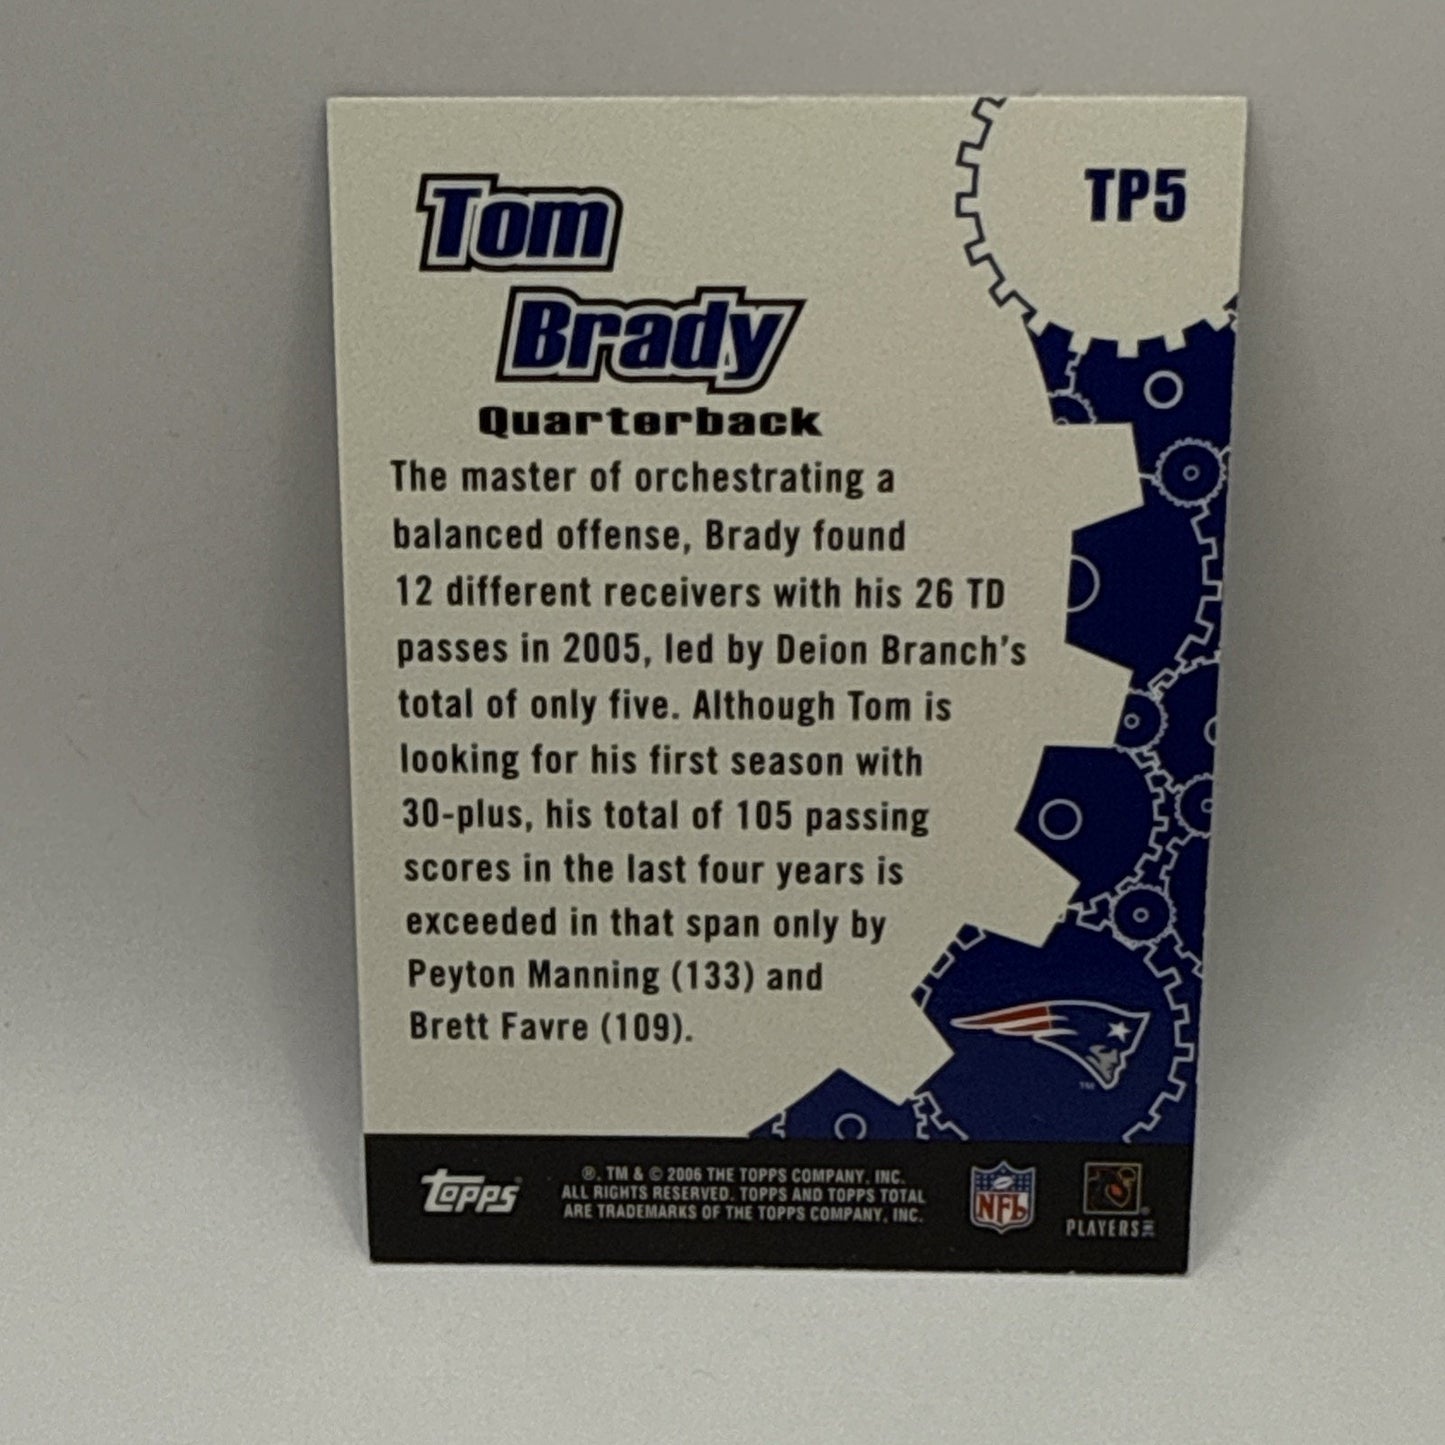 TP5
Tom
Brady
Quarterback
The master of orchestrating a
balanced offense, Brady found
12 different receivers with his 26 TD
passes in 2005, led by Deion Branch's
total of only five. Although Tom is
looking for his first season with
30-plus, his total of 105 passing
scores in the last four years is
exceeded in that span only by
Peyton Manning (133) and
Brett Favre (109).
TM
topps
®, TM & © 2006 THE TOPPS COMPANY, INC.
ALL RIGHTS RESERVED. TOPPS AND TOPPS TOTAL
ARE TRADEMARKS OF THE TOPPS COMPANY, INC.
NFL
®
PLAYERS